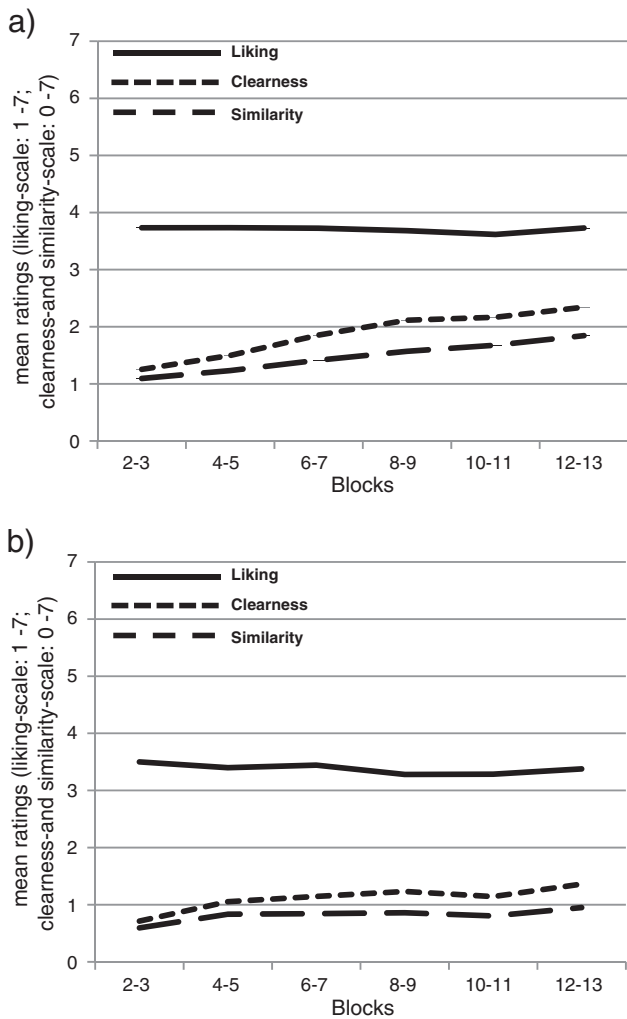 a)
7
Liking
Clearness
6
Similarity
5
4
3
2
1
0
mean ratings (liking-scale: 1 -7;
clearness-and similarity-scale: 0 -7)
2-3 4-5 6-7 8-9 10-11 12-13
Blocks
b)
7
Liking
Clearness
6
Similarity
5
4
3
2
1
0
mean ratings (liking-scale: 1 -7;
clearness-and similarity-scale: 0 -7)
2-3 4-5 6-7 8-9 10-11 12-13
Blocks